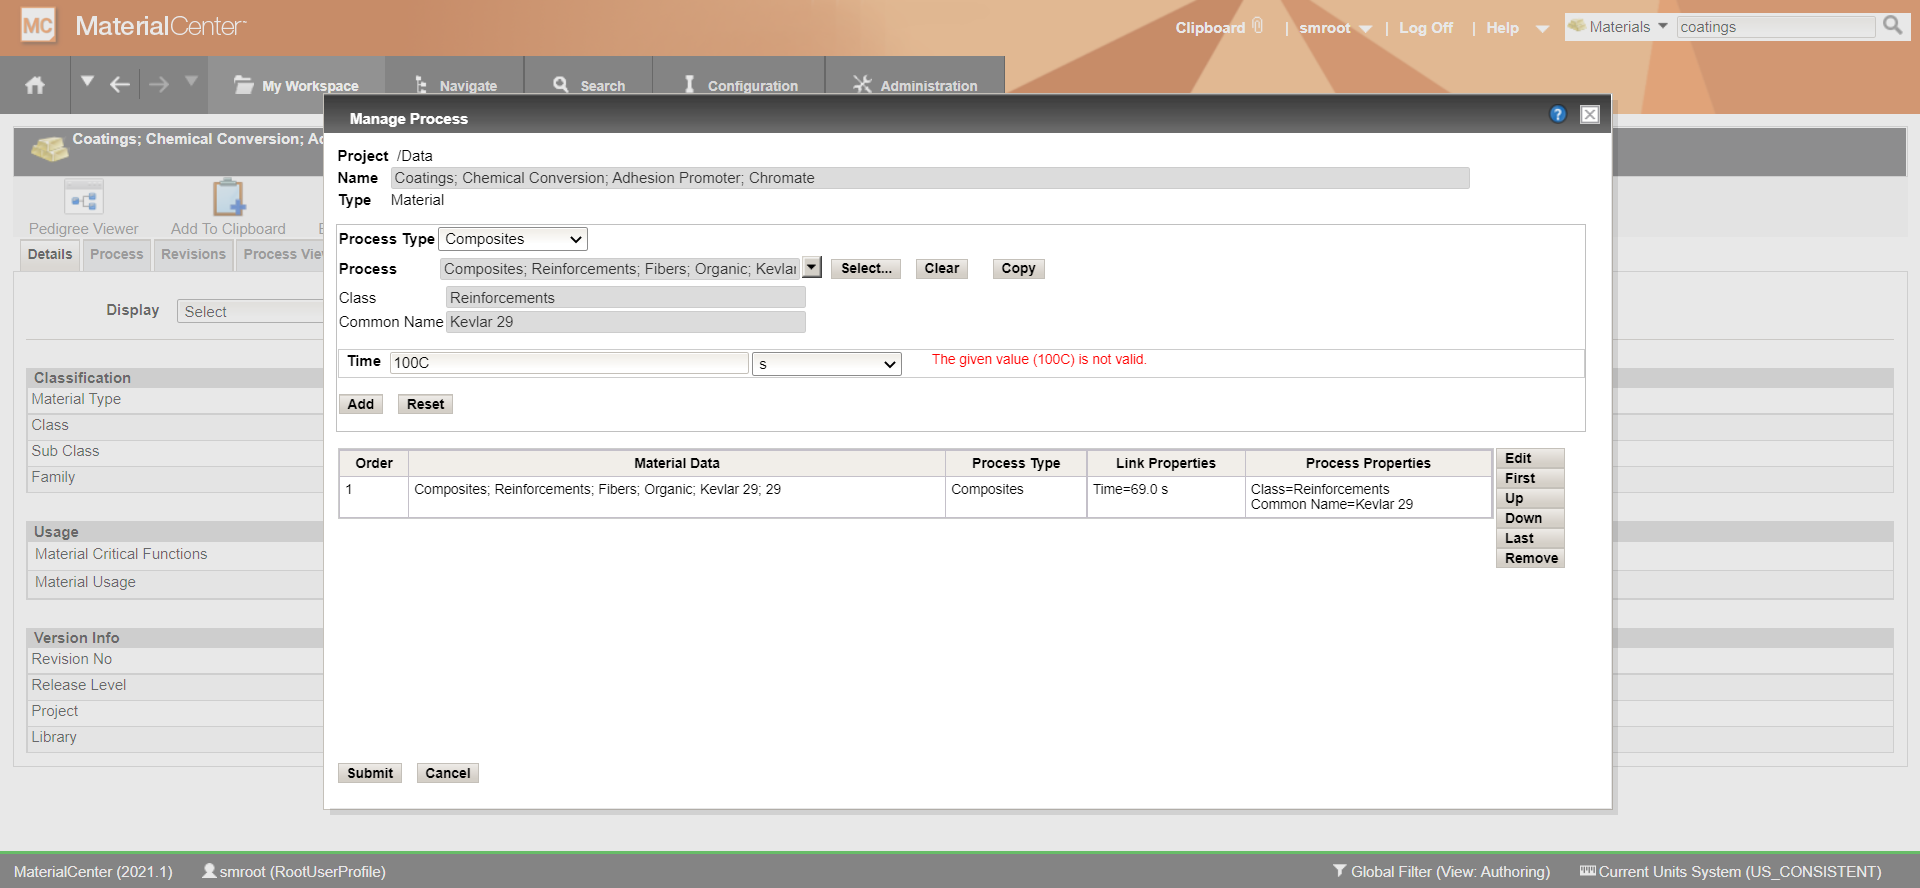 MC MaterialCenter
Clipboard | smroot | Log Off | Help Materials coatings
My Workspace Navigate Search Configuration Administration
Coatings; Chemical Conversion; Ad
Pedigree Viewer Add To Clipboard
Details Process Revisions Process Vie
Display Select
Classification
Material Type
Class
Sub Class
Family
Usage
Material Critical Functions
Material Usage
Version Info
Revision No
Release Level
Project
Library
Manage Process ?
Project /Data
Name Coatings; Chemical Conversion; Adhesion Promoter; Chromate
Type Material
Process Type Composites
Process Composites; Reinforcements; Fibers; Organic; Kevlar Select... Clear Copy
Class Reinforcements
Common Name Kevlar 29
Time 100C s The given value (100C) is not valid.
Add Reset
Order Material Data Process Type Link Properties Process Properties
1 Composites; Reinforcements; Fibers; Organic; Kevlar 29; 29 Composites Time=69.0 s Class=Reinforcements
Common Name=Kevlar 29
Edit
First
Up
Down
Last
Remove
Submit Cancel
MaterialCenter (2021.1) smroot (RootUserProfile) Global Filter (View: Authoring) Current Units System (US_CONSISTENT)